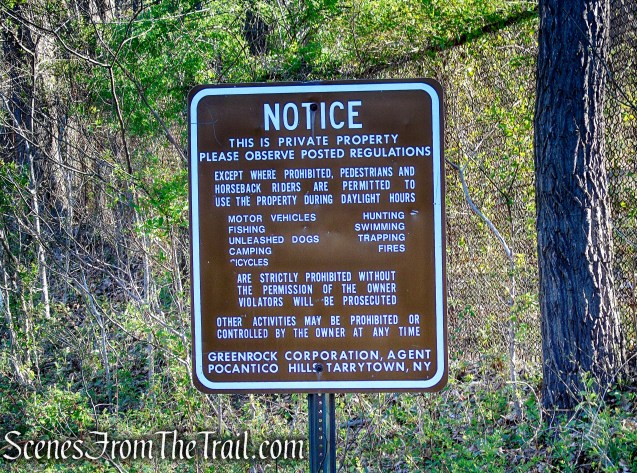 NOTICE
THIS IS PRIVATE PROPERTY
PLEASE OBSERVE POSTED REGULATIONS
EXCEPT WHERE PROHIBITED, PEDESTRIANS AND
HORSEBACK RIDERS ARE PERMITTED TO
USE THE PROPERTY DURING DAYLIGHT HOURS
MOTOR VEHICLES HUNTING
FISHING SWIMMING
UNLEASHED DOGS TRAPPING
CAMPING FIRES
BICYCLES
ARE STRICTLY PROHIBITED WITHOUT
THE PERMISSION OF THE OWNER
VIOLATORS WILL BE PROSECUTED
OTHER ACTIVITIES MAY BE PROHIBITED OR
CONTROLLED BY THE OWNER AT ANY TIME
GREENROCK CORPORATION, AGENT
POCANTICO HILLS TARRYTOWN, NY
ScenesFromTheTrail.com